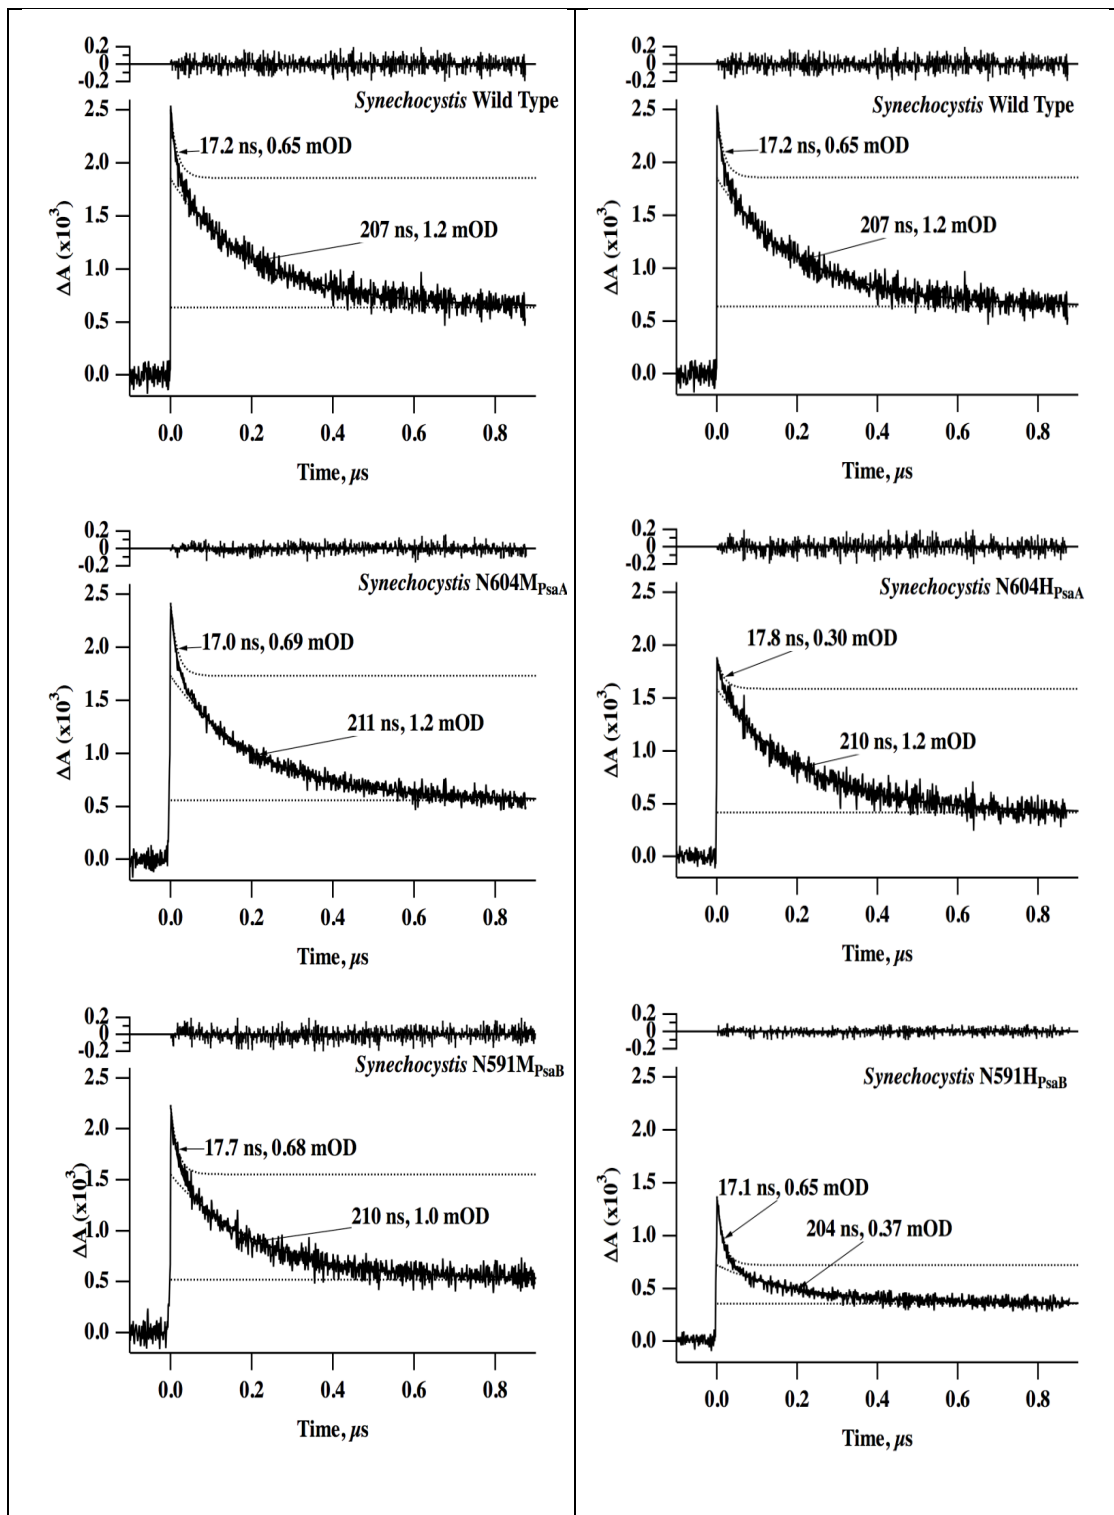 0.2
0
-0.2
Synechocystis Wild Type
2.5
2.0
1.5
1.0
0.5
0.0
ΔA (x10³)
17.2 ns, 0.65 mOD
207 ns, 1.2 mOD
0.0 0.2 0.4 0.6 0.8
Time, µs
0.2
0
-0.2
Synechocystis N604M PsaA
2.5
2.0
1.5
1.0
0.5
0.0
ΔA (x10³)
17.0 ns, 0.69 mOD
211 ns, 1.2 mOD
0.0 0.2 0.4 0.6 0.8
Time, µs
0.2
0
-0.2
Synechocystis N591M PsaB
2.5
2.0
1.5
1.0
0.5
0.0
ΔA (x10³)
17.7 ns, 0.68 mOD
210 ns, 1.0 mOD
0.0 0.2 0.4 0.6 0.8
Time, µs
0.2
0
-0.2
Synechocystis Wild Type
2.5
2.0
1.5
1.0
0.5
0.0
ΔA (x10³)
17.2 ns, 0.65 mOD
207 ns, 1.2 mOD
0.0 0.2 0.4 0.6 0.8
Time, µs
0.2
0
-0.2
Synechocystis N604H PsaA
2.5
2.0
1.5
1.0
0.5
0.0
ΔA (x10³)
17.8 ns, 0.30 mOD
210 ns, 1.2 mOD
0.0 0.2 0.4 0.6 0.8
Time, µs
0.2
0
-0.2
Synechocystis N591H PsaB
2.5
2.0
1.5
1.0
0.5
0.0
ΔA (x10³)
17.1 ns, 0.65 mOD
204 ns, 0.37 mOD
0.0 0.2 0.4 0.6 0.8
Time, µs